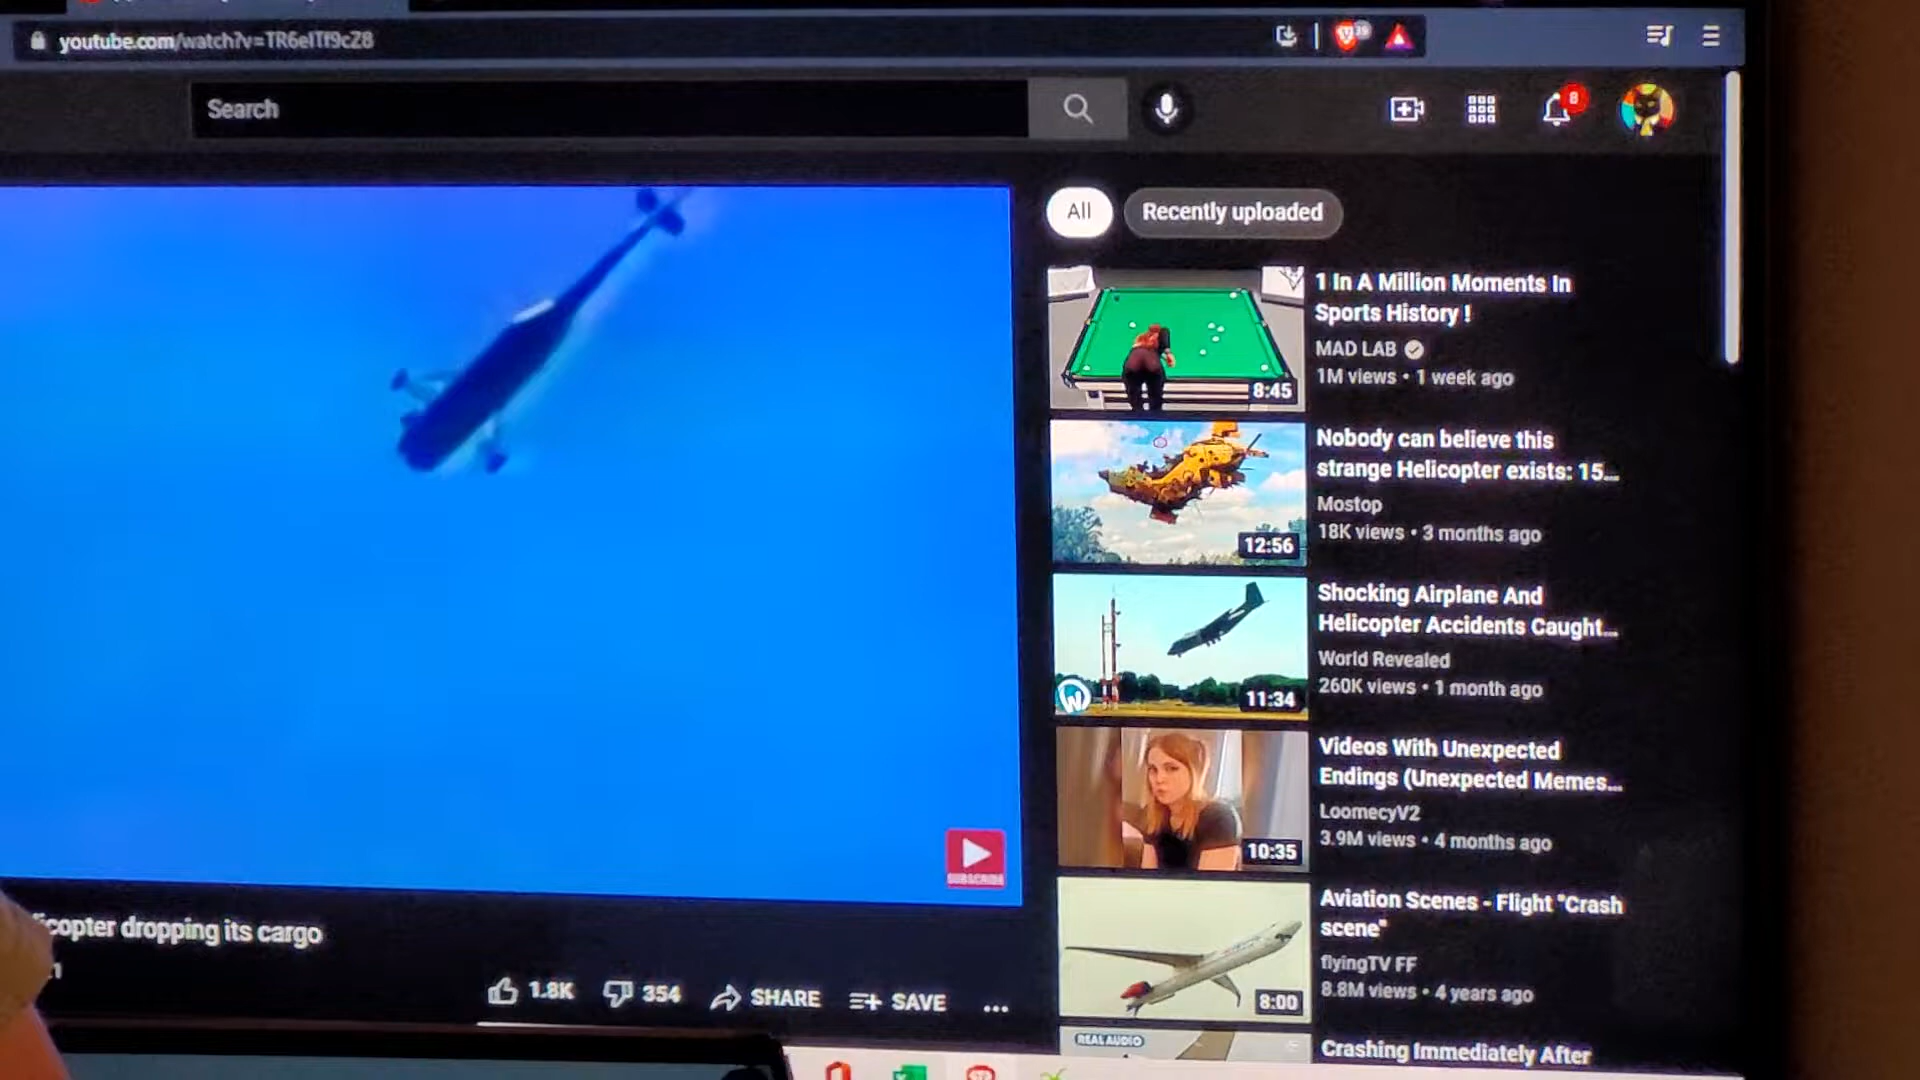 youtube.com/watch?v=TR6eITf9cZ8
39
Search
8
All
Recently uploaded
1 In A Million Moments In
Sports History !
MAD LAB
1M views • 1 week ago
8:45
Nobody can believe this
strange Helicopter exists: 15...
Mostop
18K views • 3 months ago
12:56
Shocking Airplane And
Helicopter Accidents Caught...
World Revealed
260K views • 1 month ago
W
11:34
Videos With Unexpected
Endings (Unexpected Memes...
LoomecyV2
3.9M views • 4 months ago
10:35
SUBSCRIBE
Aviation Scenes - Flight "Crash
scene"
flyingTV FF
8.8M views • 4 years ago
8:00
icopter dropping its cargo
1.8K
354
SHARE
SAVE
REAL AUDIO
Crashing Immediately After